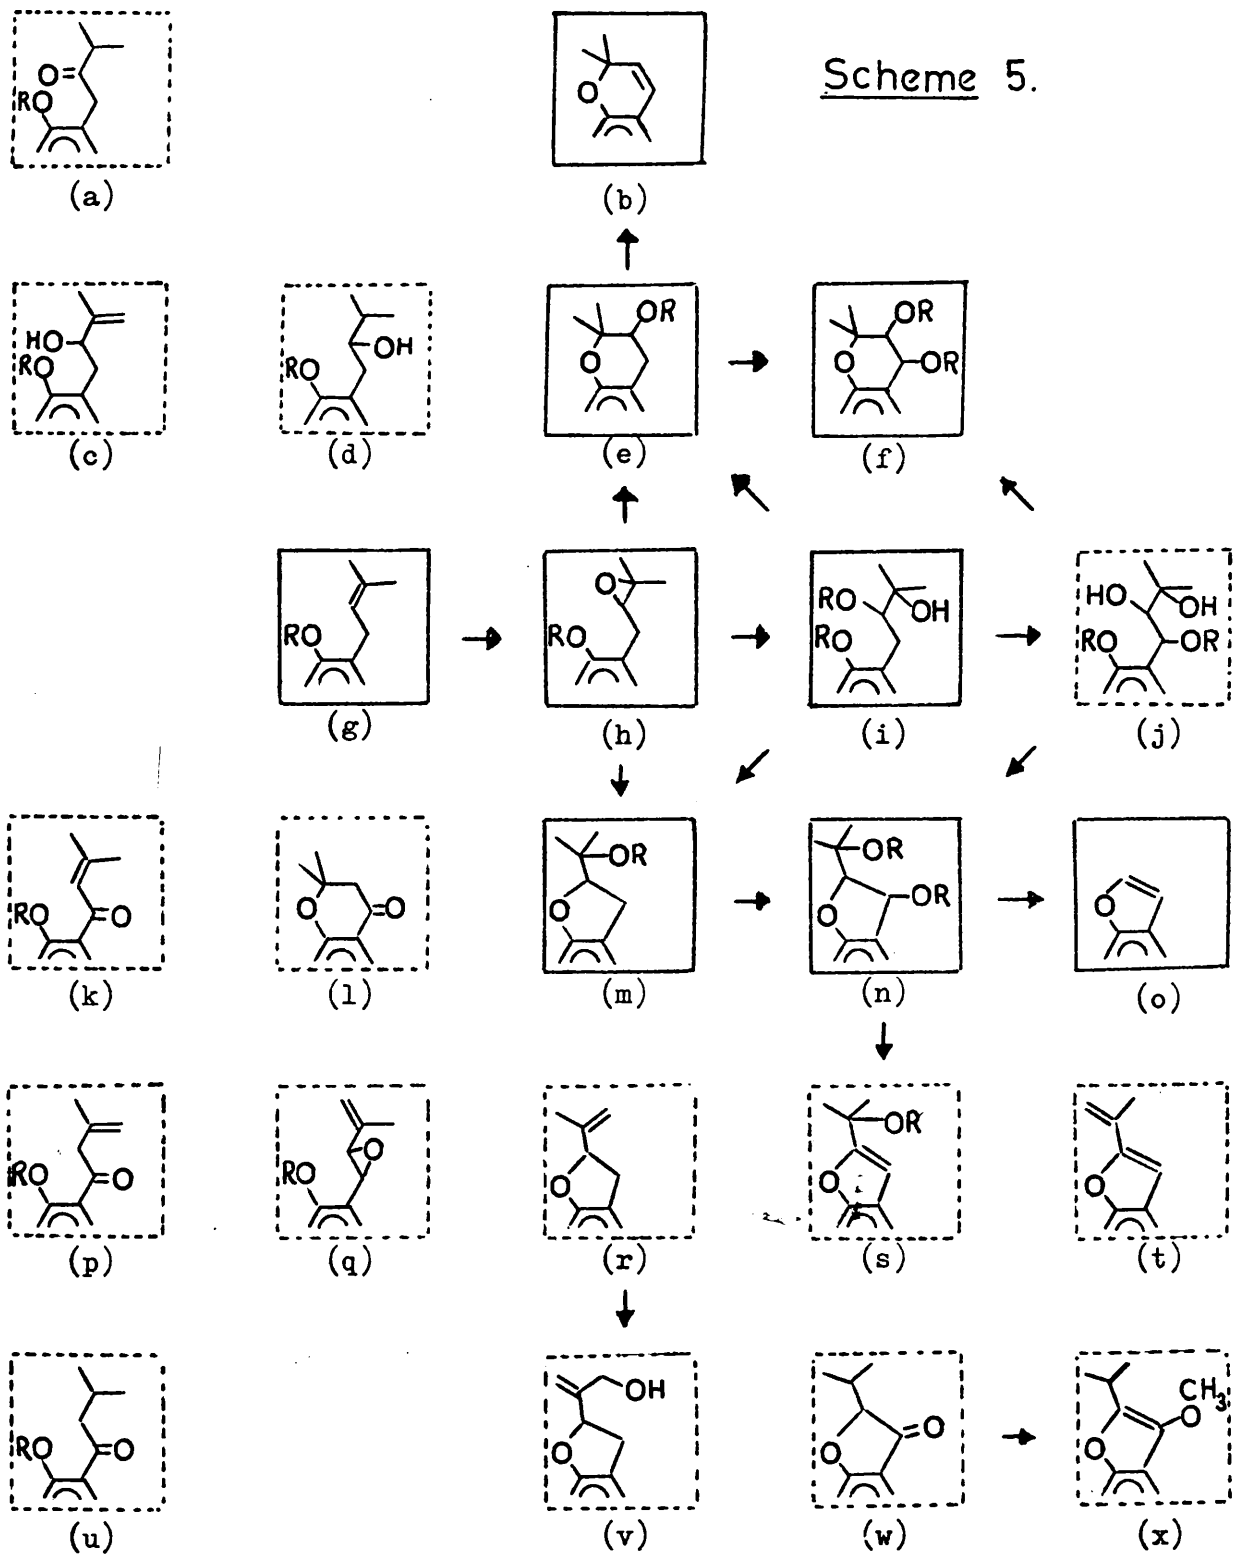 Scheme 5.
O
RO
(a)
O
(b)
HO
RO
(c)
OH
RO
(d)
OR
O
(e)
OR
O
OR
(f)
RO
(g)
O
RO
(h)
RO
OH
RO
(i)
HO
OH
RO
OR
(j)
RO
O
(k)
O
O
(l)
OR
O
(m)
OR
OR
O
(n)
O
(o)
RO
O
(p)
O
RO
(q)
O
(r)
OR
O
(s)
O
(t)
RO
O
(u)
OH
O
(v)
O
O
(w)
CH3
O
O
(x)